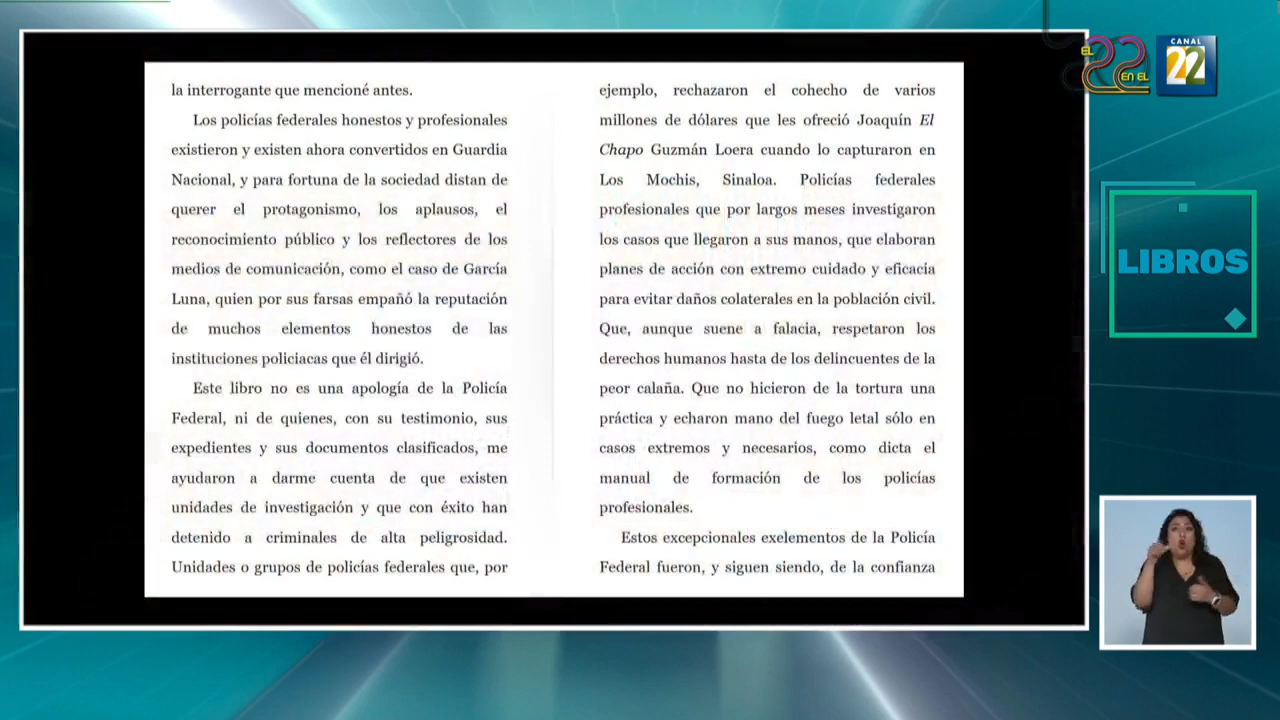 la interrogante que mencioné antes.
Los policías federales honestos y profesionales
existieron y existen ahora convertidos en Guardia
Nacional, y para fortuna de la sociedad distan de
querer el protagonismo, los aplausos, el
reconocimiento público y los reflectores de los
medios de comunicación, como el caso de García
Luna, quien por sus farsas empañó la reputación
de muchos elementos honestos de las
instituciones policiacas que él dirigió.
Este libro no es una apología de la Policía
Federal, ni de quienes, con su testimonio, sus
expedientes y sus documentos clasificados, me
ayudaron a darme cuenta de que existen
unidades de investigación y que con éxito han
detenido a criminales de alta peligrosidad.
Unidades o grupos de policías federales que, por
ejemplo, rechazaron el cohecho de varios
millones de dólares que les ofreció Joaquín El
Chapo Guzmán Loera cuando lo capturaron en
Los Mochis, Sinaloa. Policías federales
profesionales que por largos meses investigaron
los casos que llegaron a sus manos, que elaboran
planes de acción con extremo cuidado y eficacia
para evitar daños colaterales en la población civil.
Que, aunque suene a falacia, respetaron los
derechos humanos hasta de los delincuentes de la
peor calaña. Que no hicieron de la tortura una
práctica y echaron mano del fuego letal sólo en
casos extremos y necesarios, como dicta el
manual de formación de los policías
profesionales.
Estos excepcionales exelementos de la Policía
Federal fueron, y siguen siendo, de la confianza
EL
22
EN EL
CANAL
22
LIBROS